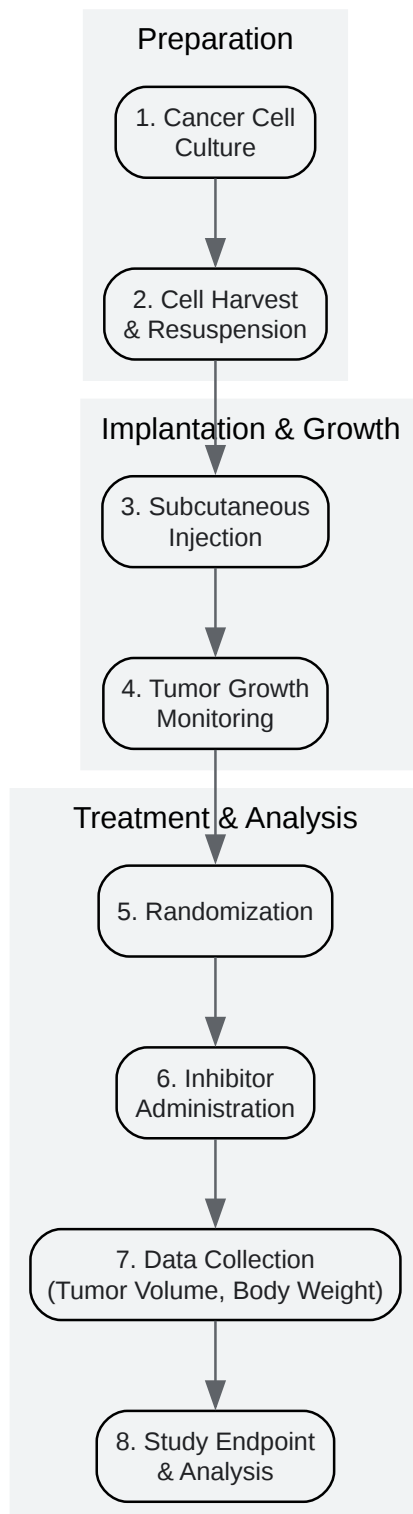 Preparation
1. Cancer Cell
Culture
2. Cell Harvest
& Resuspension
Implantation & Growth
3. Subcutaneous
Injection
4. Tumor Growth
Monitoring
Treatment & Analysis
5. Randomization
6. Inhibitor
Administration
7. Data Collection
(Tumor Volume, Body Weight)
8. Study Endpoint
& Analysis